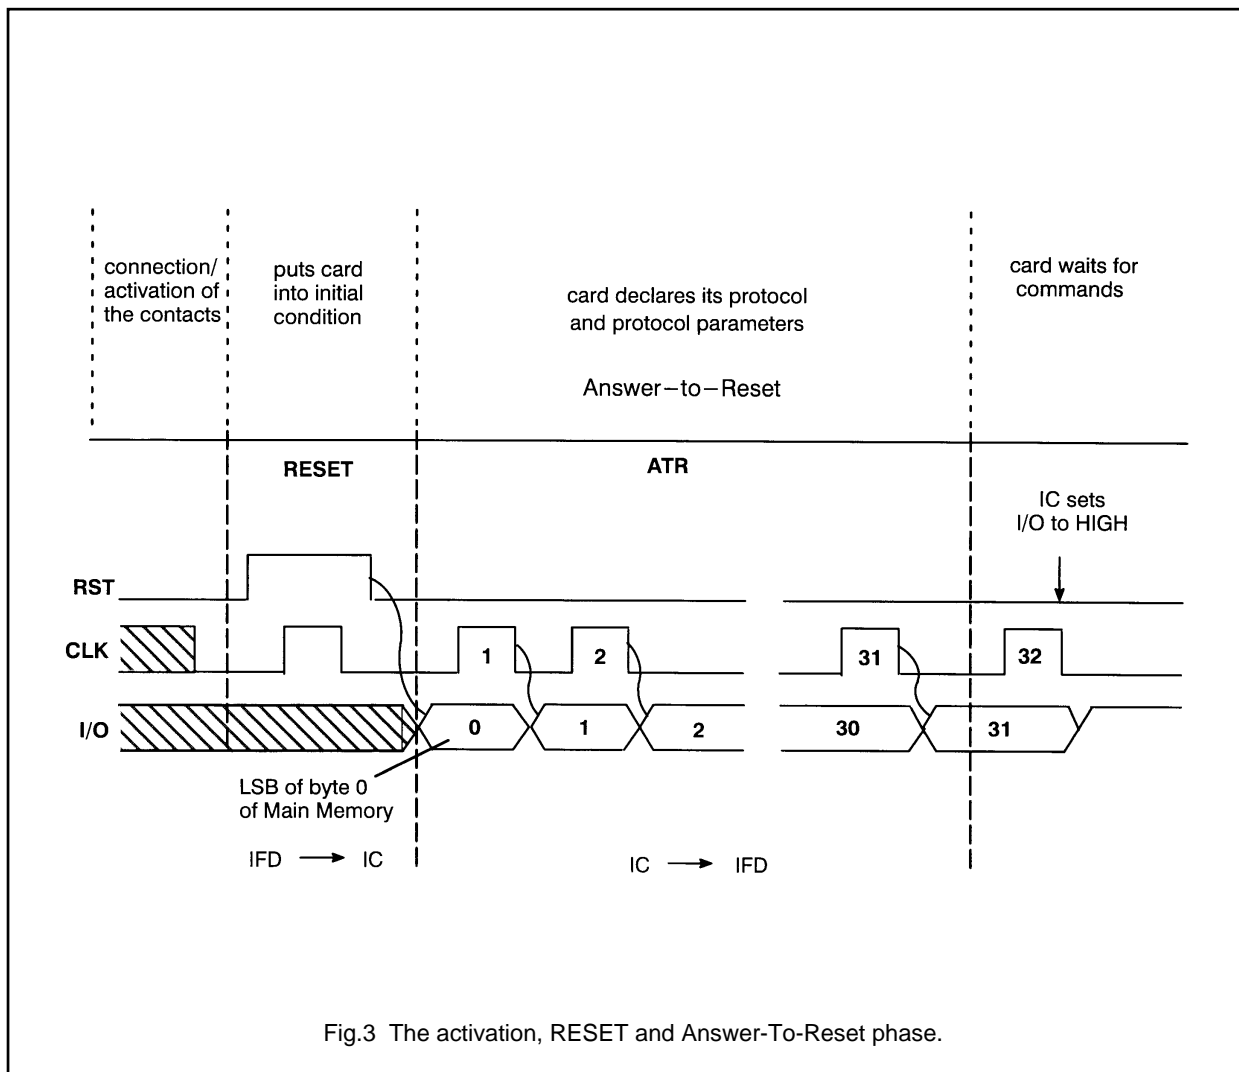 connection/
activation of
the contacts
puts card
into initial
condition
card declares its protocol
and protocol parameters
Answer–to–Reset
card waits for
commands
RESET
ATR
IC sets
I/O to HIGH
RST
CLK
1
2
31
32
I/O
0
1
2
30
31
LSB of byte 0
of Main Memory
IFD → IC
IC → IFD
Fig.3 The activation, RESET and Answer-To-Reset phase.